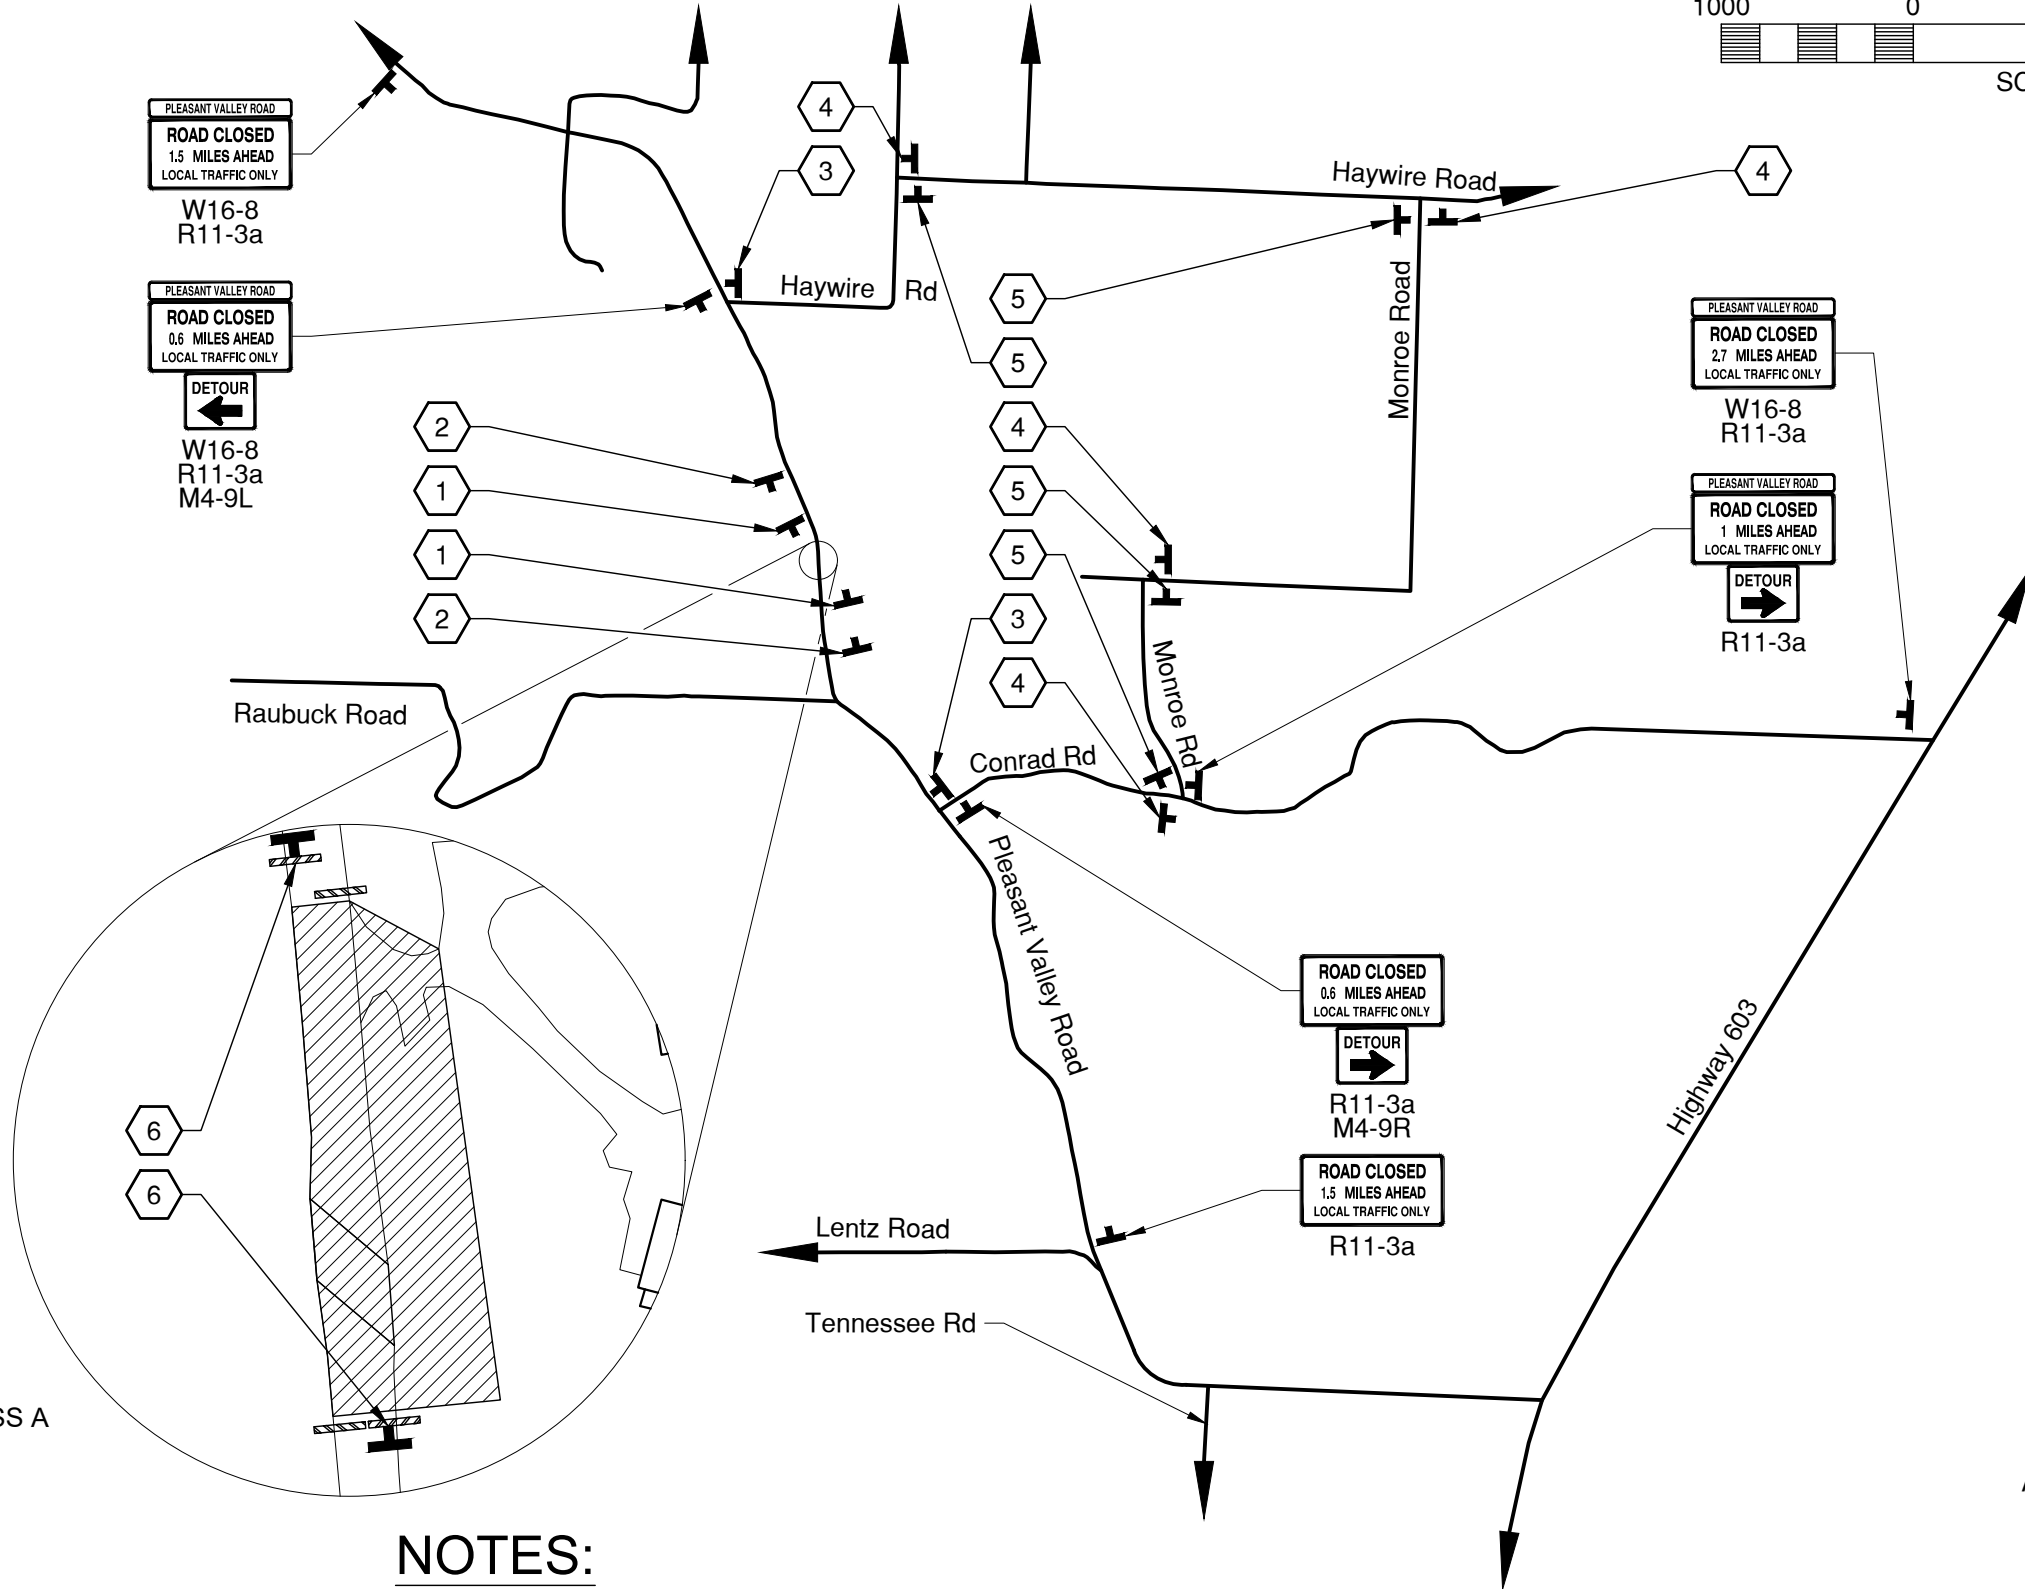 1000 0
SC
PLEASANT VALLEY ROAD
ROAD CLOSED
1.5 MILES AHEAD
LOCAL TRAFFIC ONLY
W16-8
R11-3a
PLEASANT VALLEY ROAD
ROAD CLOSED
0.6 MILES AHEAD
LOCAL TRAFFIC ONLY
DETOUR
W16-8
R11-3a
M4-9L
4
3
Haywire Road
4
Haywire Rd
5
5
Monroe Road
PLEASANT VALLEY ROAD
ROAD CLOSED
2.7 MILES AHEAD
LOCAL TRAFFIC ONLY
W16-8
R11-3a
PLEASANT VALLEY ROAD
ROAD CLOSED
1 MILES AHEAD
LOCAL TRAFFIC ONLY
DETOUR
R11-3a
2
1
1
2
4
5
5
3
4
Monroe Rd
Raubuck Road
Conrad Rd
Pleasant Valley Road
ROAD CLOSED
0.6 MILES AHEAD
LOCAL TRAFFIC ONLY
DETOUR
R11-3a
M4-9R
ROAD CLOSED
1.5 MILES AHEAD
LOCAL TRAFFIC ONLY
R11-3a
Highway 603
6
6
Lentz Road
Tennessee Rd
SS A
NOTES: